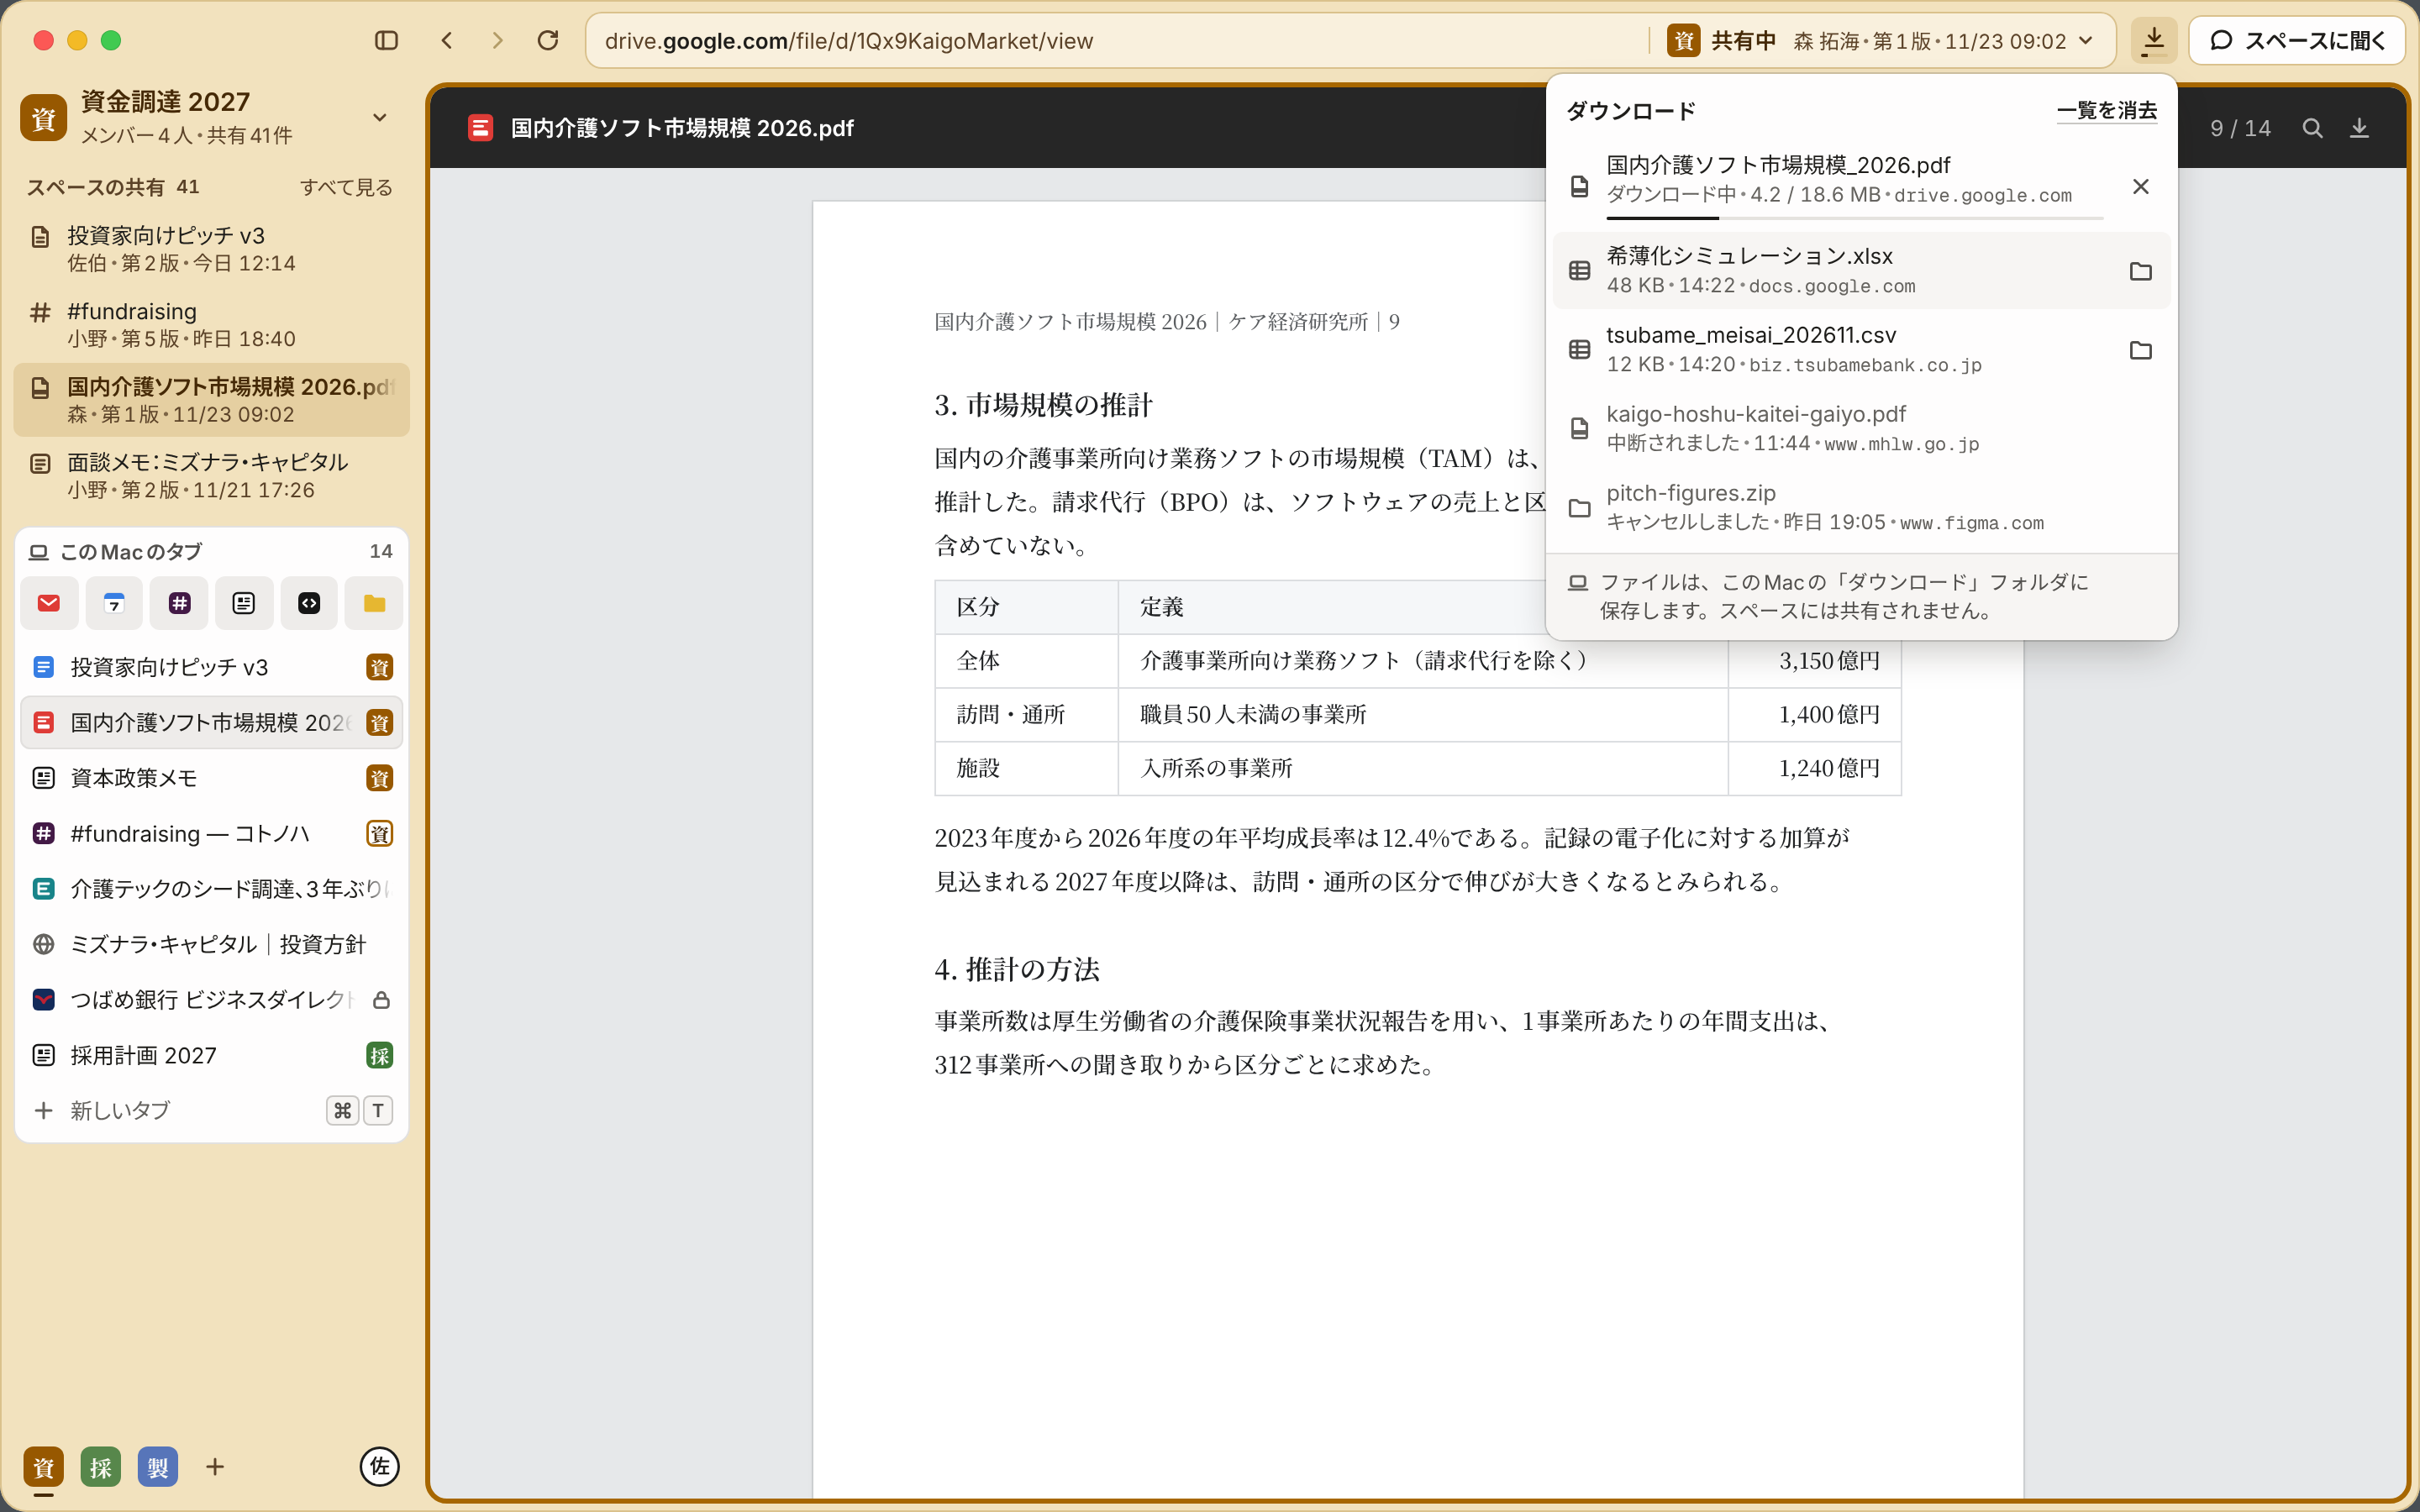 drive.google.com/file/d/1Qx9KaigoMarket/view
資 共有中 森 拓海・第1版・11/23 09:02
スペースに聞く
資 資金調達 2027
メンバー4人・共有41件
スペースの共有 41 すべて見る
投資家向けピッチ v3
佐伯・第2版・今日 12:14
#fundraising
小野・第5版・昨日 18:40
国内介護ソフト市場規模 2026.pdf
森・第1版・11/23 09:02
面談メモ：ミズナラ・キャピタル
小野・第2版・11/21 17:26
このMacのタブ 14
7
投資家向けピッチ v3 資
国内介護ソフト市場規模 202 資
資本政策メモ 資
#fundraising — コトノハ 資
介護テックのシード調達、3年ぶり
ミズナラ・キャピタル｜投資方針
つばめ銀行 ビジネスダイレクト
採用計画 2027 採
新しいタブ ⌘ T
資 採 製 + 佐
国内介護ソフト市場規模 2026.pdf
9 / 14
国内介護ソフト市場規模 2026｜ケア経済研究所｜9
3. 市場規模の推計
国内の介護事業所向け業務ソフトの市場規模（TAM）は、
推計した。請求代行（BPO）は、ソフトウェアの売上と区
含めていない。
区分 定義
全体 介護事業所向け業務ソフト（請求代行を除く） 3,150億円
訪問・通所 職員50人未満の事業所 1,400億円
施設 入所系の事業所 1,240億円
2023年度から2026年度の年平均成長率は12.4%である。記録の電子化に対する加算が
見込まれる2027年度以降は、訪問・通所の区分で伸びが大きくなるとみられる。
4. 推計の方法
事業所数は厚生労働省の介護保険事業状況報告を用い、1事業所あたりの年間支出は、
312事業所への聞き取りから区分ごとに求めた。
ダウンロード 一覧を消去
国内介護ソフト市場規模_2026.pdf
ダウンロード中・4.2 / 18.6 MB・drive.google.com
希薄化シミュレーション.xlsx
48 KB・14:22・docs.google.com
tsubame_meisai_202611.csv
12 KB・14:20・biz.tsubamebank.co.jp
kaigo-hoshu-kaitei-gaiyo.pdf
中断されました・11:44・www.mhlw.go.jp
pitch-figures.zip
キャンセルしました・昨日 19:05・www.figma.com
ファイルは、このMacの「ダウンロード」フォルダに
保存します。スペースには共有されません。